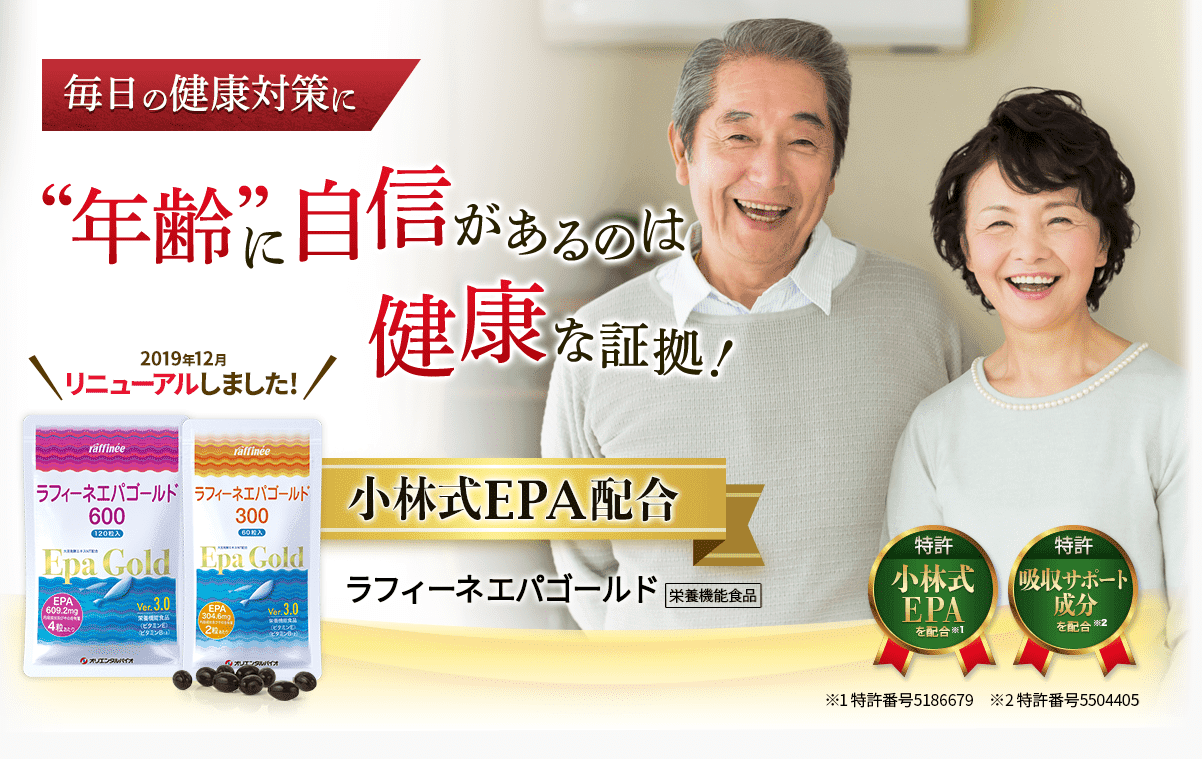 毎日の健康対策に
“年齢”に自信があるのは
健康な証拠!
2019年12月
リニューアルしました!
raffinée
ラフィーネエパゴールド
600
120粒入
Epa Gold
EPA
609.2mg
4粒あたり
Ver.3.0
栄養機能食品
オリエンタルバイオ
raffinée
ラフィーネエパゴールド
300
60粒入
Epa Gold
EPA
304.6mg
2粒あたり
Ver.3.0
栄養機能食品
オリエンタルバイオ
小林式EPA配合
ラフィーネエパゴールド 栄養機能食品
特許
小林式
EPA
を配合※1
特許
吸収サポート
成分
を配合※2
※1 特許番号5186679 ※2 特許番号5504405